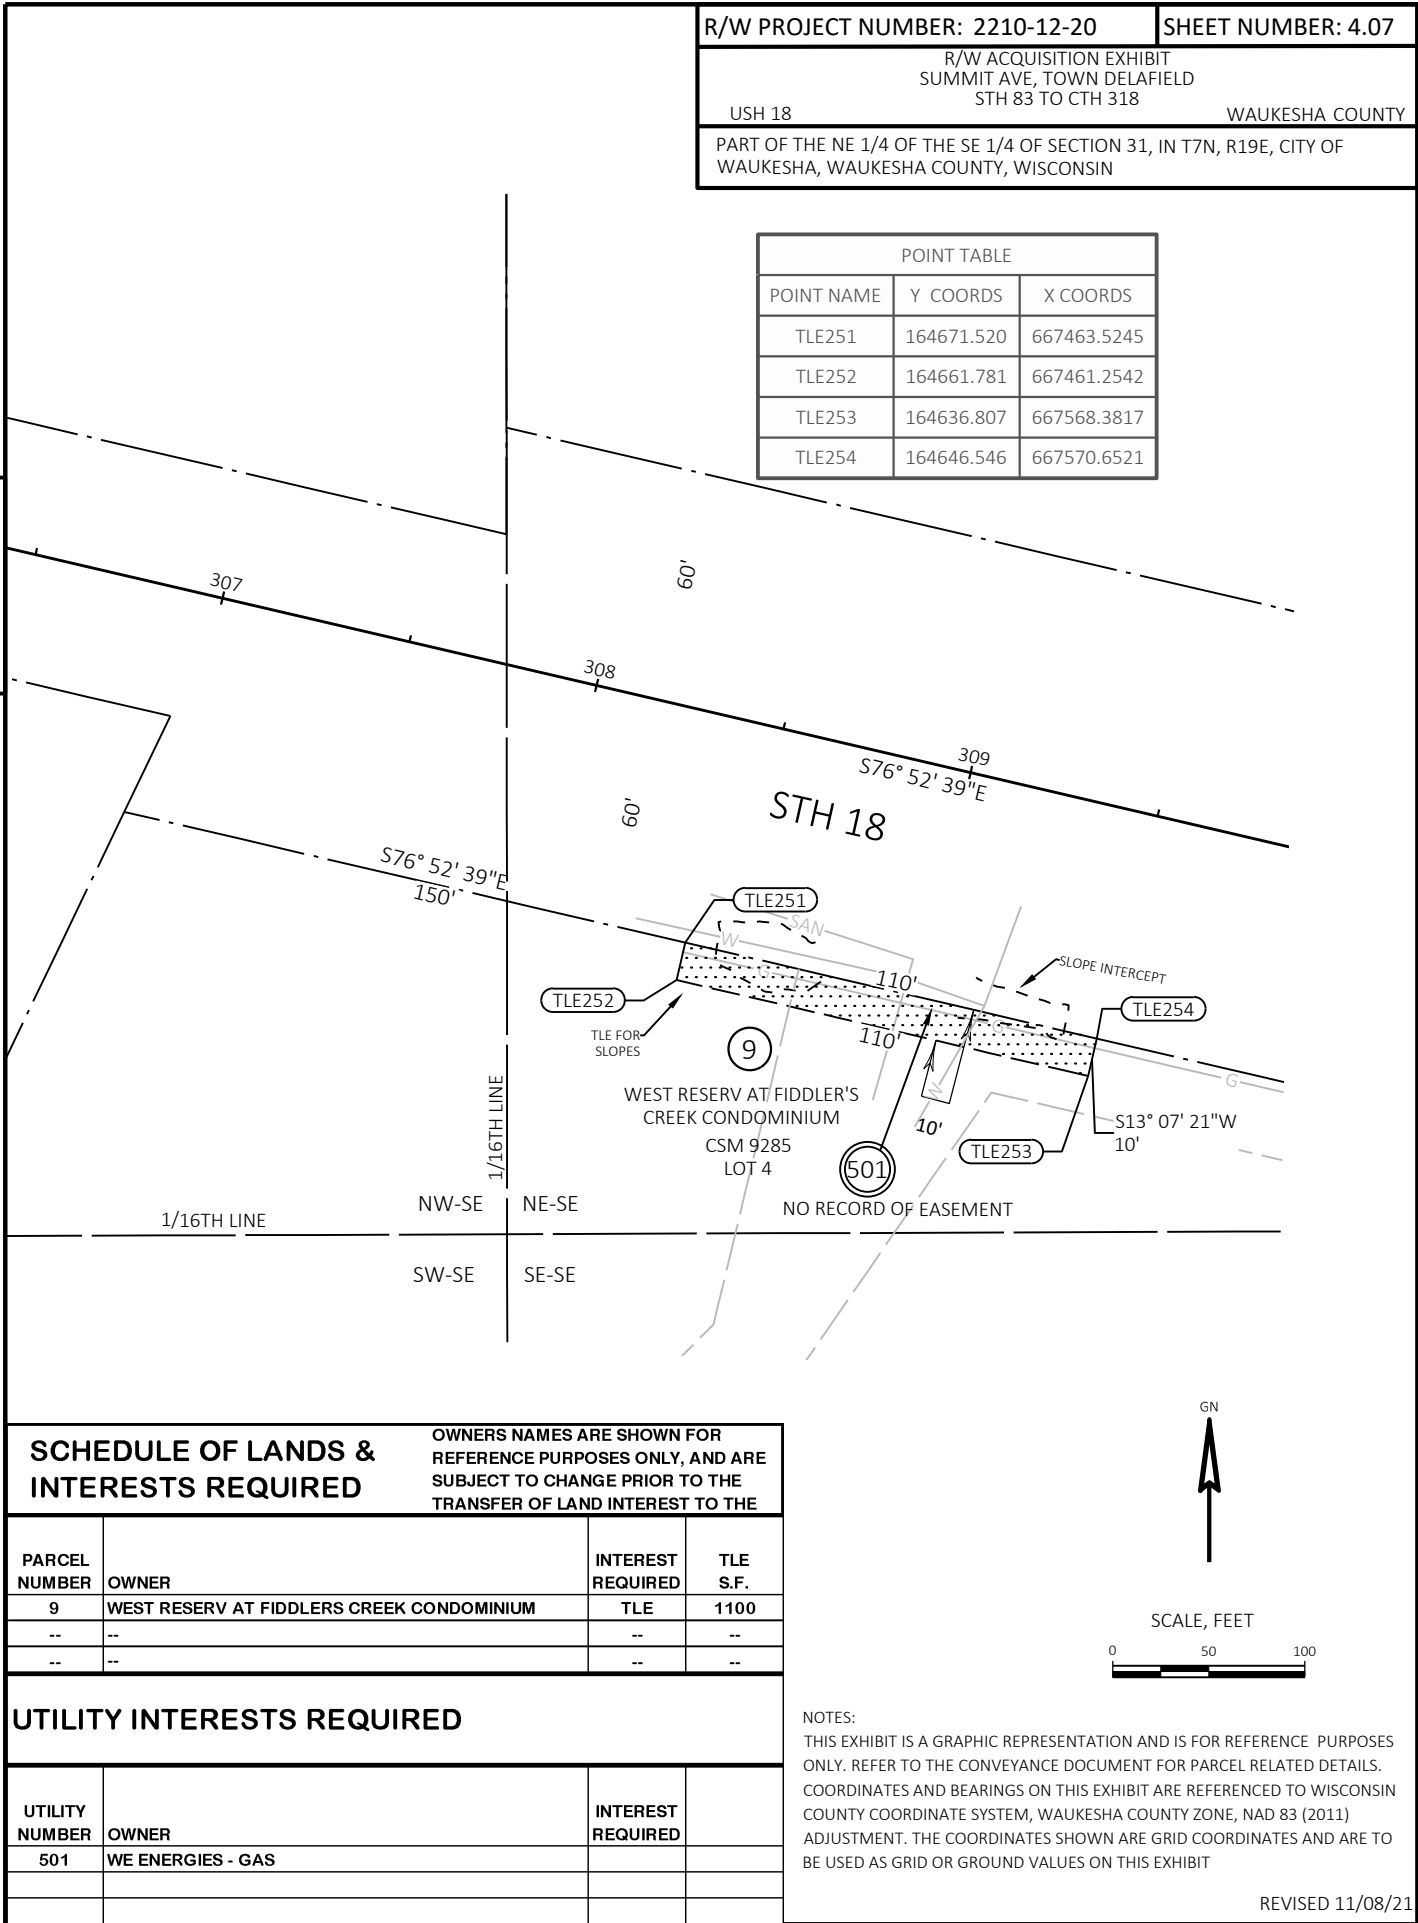 R/W PROJECT NUMBER: 2210-12-20 SHEET NUMBER: 4.07
R/W ACQUISITION EXHIBIT
SUMMIT AVE, TOWN DELAFIELD
STH 83 TO CTH 318
USH 18 WAUKESHA COUNTY
PART OF THE NE 1/4 OF THE SE 1/4 OF SECTION 31, IN T7N, R19E, CITY OF
WAUKESHA, WAUKESHA COUNTY, WISCONSIN
POINT TABLE
POINT NAME Y COORDS X COORDS
TLE251 164671.520 667463.5245
TLE252 164661.781 667461.2542
TLE253 164636.807 667568.3817
TLE254 164646.546 667570.6521
60'
307
308
309
S76° 52' 39"E
60'
STH 18
S76° 52' 39"E
150'
TLE251
SAN
W
G
110'
SLOPE INTERCEPT
TLE252
TLE254
TLE FOR
SLOPES
9
110'
G
G
WEST RESERV AT FIDDLER'S
CREEK CONDOMINIUM
CSM 9285
LOT 4
W
10'
S13° 07' 21"W
10'
TLE253
501
NO RECORD OF EASEMENT
1/16TH LINE
NW-SE NE-SE
1/16TH LINE
SW-SE SE-SE
GN
SCALE, FEET
0 50 100
SCHEDULE OF LANDS &
INTERESTS REQUIRED
OWNERS NAMES ARE SHOWN FOR
REFERENCE PURPOSES ONLY, AND ARE
SUBJECT TO CHANGE PRIOR TO THE
TRANSFER OF LAND INTEREST TO THE
PARCEL
NUMBER OWNER INTEREST
REQUIRED TLE
S.F.
9 WEST RESERV AT FIDDLERS CREEK CONDOMINIUM TLE 1100
-- -- -- --
-- -- -- --
UTILITY INTERESTS REQUIRED
UTILITY
NUMBER OWNER INTEREST
REQUIRED
501 WE ENERGIES - GAS
NOTES:
THIS EXHIBIT IS A GRAPHIC REPRESENTATION AND IS FOR REFERENCE PURPOSES
ONLY. REFER TO THE CONVEYANCE DOCUMENT FOR PARCEL RELATED DETAILS.
COORDINATES AND BEARINGS ON THIS EXHIBIT ARE REFERENCED TO WISCONSIN
COUNTY COORDINATE SYSTEM, WAUKESHA COUNTY ZONE, NAD 83 (2011)
ADJUSTMENT. THE COORDINATES SHOWN ARE GRID COORDINATES AND ARE TO
BE USED AS GRID OR GROUND VALUES ON THIS EXHIBIT
REVISED 11/08/21